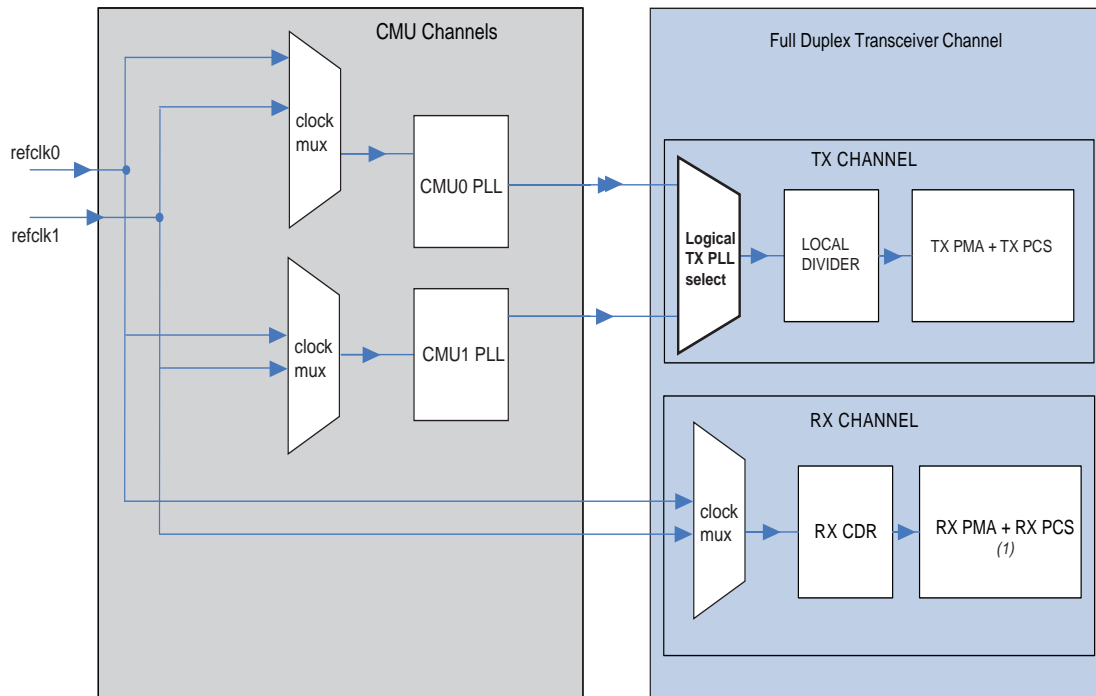 CMU Channels
Full Duplex Transceiver Channel
refclk0
refclk1
clock
mux
CMU0 PLL
clock
mux
CMU1 PLL
TX CHANNEL
Logical
TX PLL
select
LOCAL
DIVIDER
TX PMA + TX PCS
RX CHANNEL
clock
mux
RX CDR
RX PMA + RX PCS
(1)